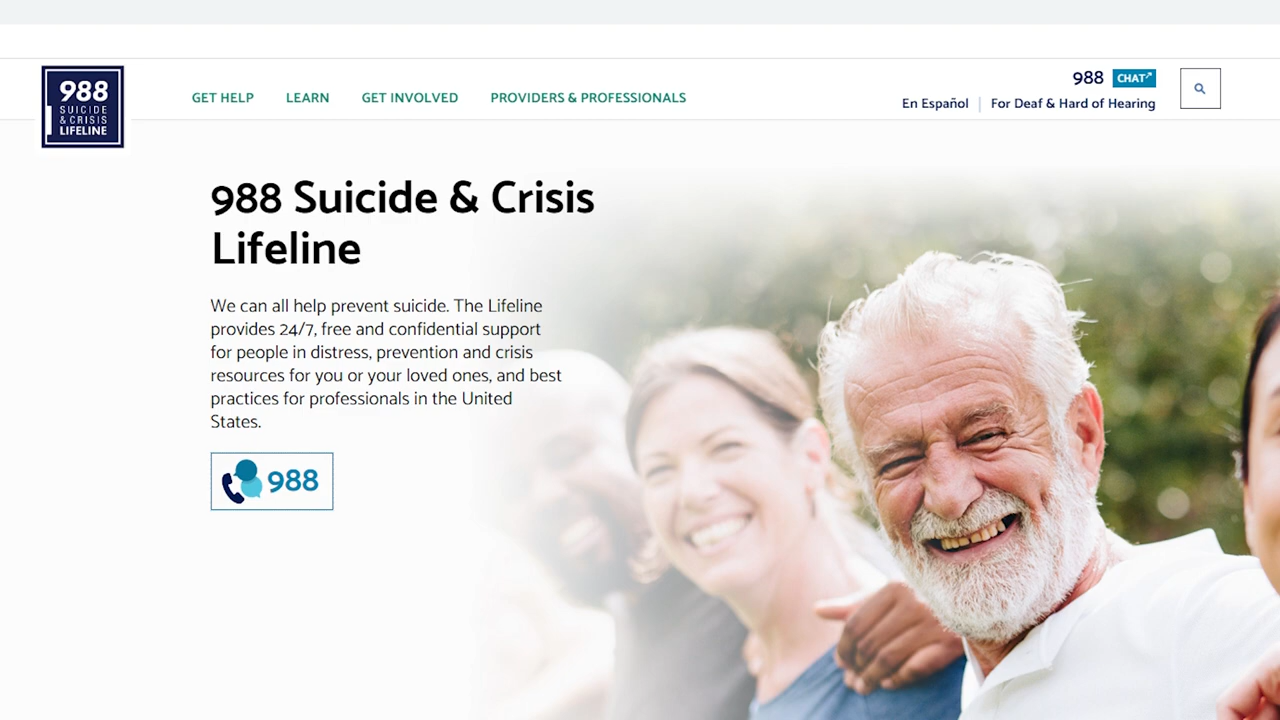 988
SUICIDE
& CRISIS
LIFELINE
GET HELP
LEARN
GET INVOLVED
PROVIDERS & PROFESSIONALS
988 CHAT
En Español
For Deaf & Hard of Hearing
988 Suicide & Crisis
Lifeline
We can all help prevent suicide. The Lifeline
provides 24/7, free and confidential support
for people in distress, prevention and crisis
resources for you or your loved ones, and best
practices for professionals in the United
States.
988